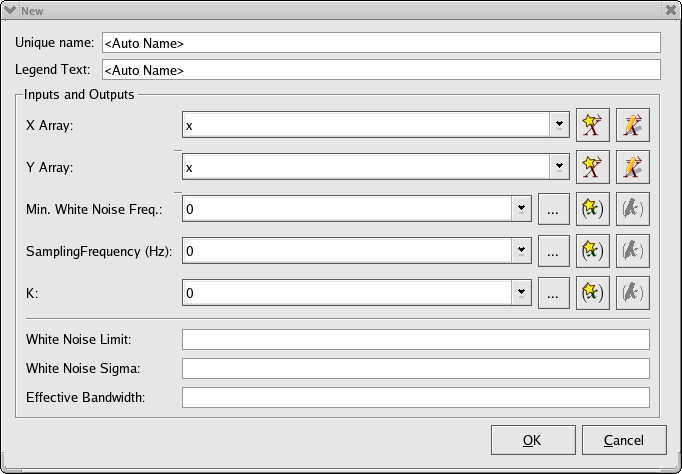 New
Unique name: <Auto Name>
Legend Text: <Auto Name>
Inputs and Outputs
X Array: x
Y Array: x
Min. White Noise Freq.: 0 ...
SamplingFrequency (Hz): 0 ...
K: 0 ...
White Noise Limit:
White Noise Sigma:
Effective Bandwidth:
OK Cancel